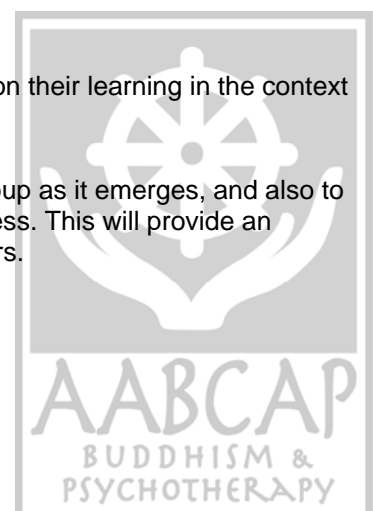 on their learning in the context
oup as it emerges, and also to
ess. This will provide an
rs.
AABCAP
BUDDHISM &
PSYCHOTHERAPY